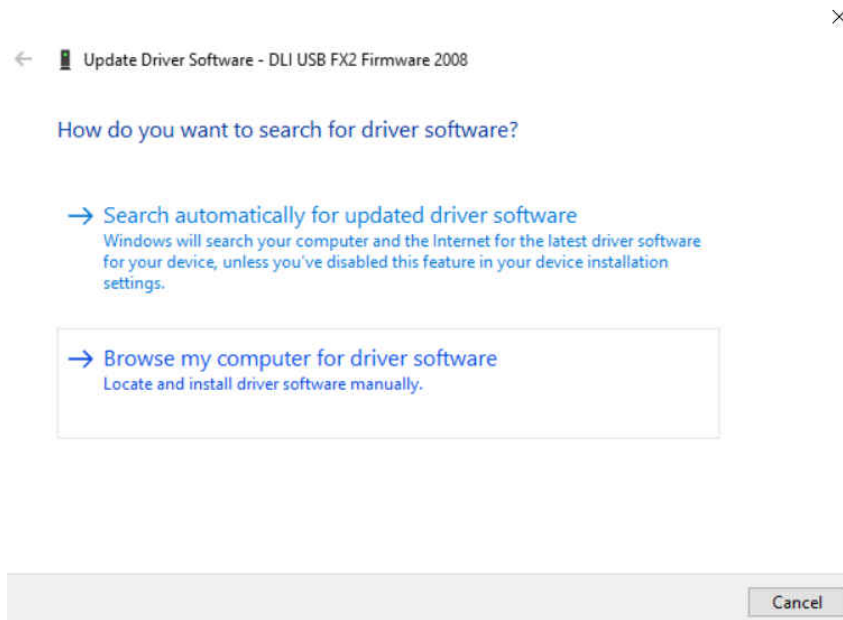 Update Driver Software - DLI USB FX2 Firmware 2008
How do you want to search for driver software?
Search automatically for updated driver software
Windows will search your computer and the Internet for the latest driver software
for your device, unless you've disabled this feature in your device installation
settings.
Browse my computer for driver software
Locate and install driver software manually.
Cancel